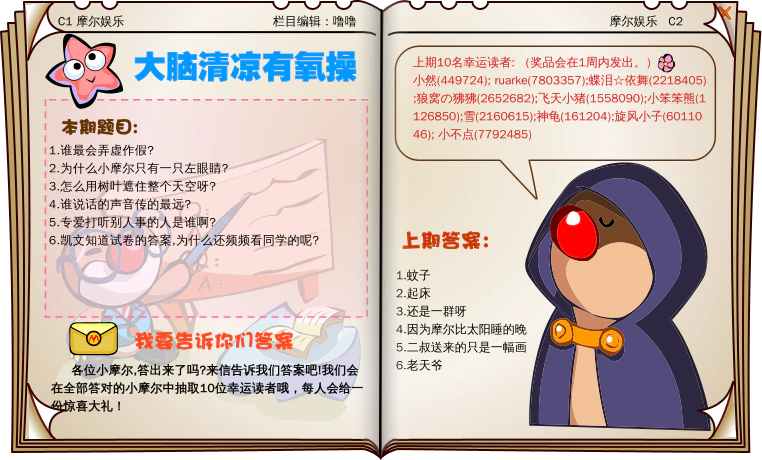 C1 摩尔娱乐
栏目编辑：噜噜
大脑清凉有氧操
本期题目:
1.谁最会弄虚作假?
2.为什么小摩尔只有一只左眼睛?
3.怎么用树叶遮住整个天空呀?
4.谁说话的声音传的最远?
5.专爱打听别人事的人是谁啊?
6.凯文知道试卷的答案,为什么还频频看同学的呢?
我要告诉你们答案
各位小摩尔,答出来了吗?来信告诉我们答案吧!我们会
在全部答对的小摩尔中抽取10位幸运读者哦，每人会给一
份惊喜大礼！
摩尔娱乐 C2
上期10名幸运读者: （奖品会在1周内发出。）
小然(449724); ruarke(7803357);蝶泪☆依舞(2218405)
;狼窝の狒狒(2652682);飞天小猪(1558090);小笨笨熊(1
126850);雪(2160615);神龟(161204);旋风小子(60110
46); 小不点(7792485)
上期答案：
1.蚊子
2.起床
3.还是一群呀
4.因为摩尔比太阳睡的晚
5.二叔送来的只是一幅画
6.老天爷